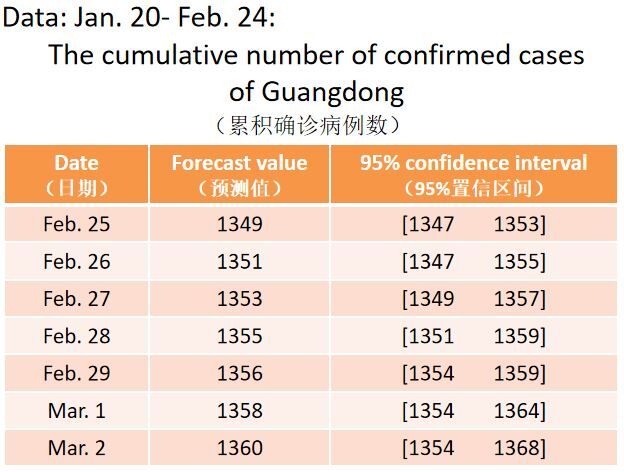 Data: Jan. 20- Feb. 24:
The cumulative number of confirmed cases
of Guangdong
（累积确诊病例数）
Date Forecast value 95% confidence interval
（日期） （预测值） （95%置信区间）
Feb. 25 1349 [1347 1353]
Feb. 26 1351 [1347 1355]
Feb. 27 1353 [1349 1357]
Feb. 28 1355 [1351 1359]
Feb. 29 1356 [1354 1359]
Mar. 1 1358 [1354 1364]
Mar. 2 1360 [1354 1368]